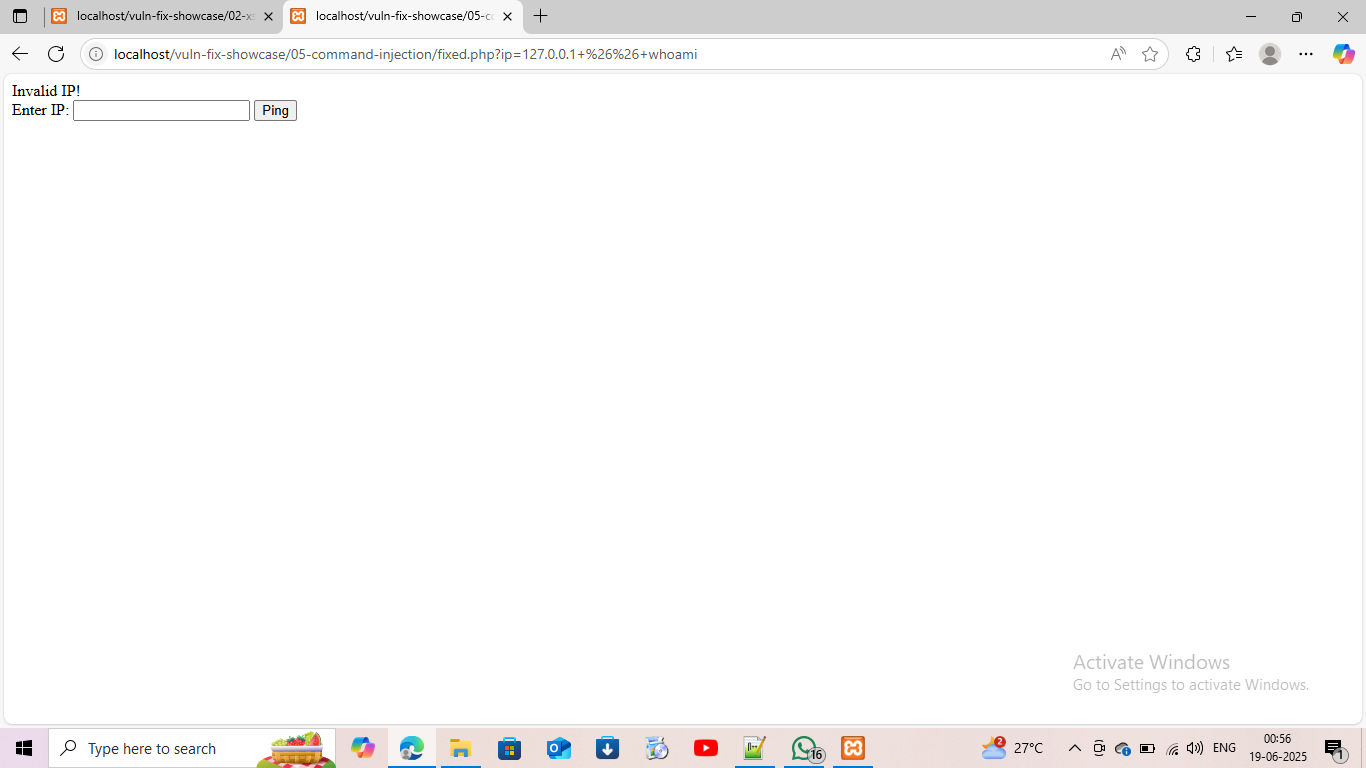 localhost/vuln-fix-showcase/02-xs
localhost/vuln-fix-showcase/05-co
localhost/vuln-fix-showcase/05-command-injection/fixed.php?ip=127.0.0.1+%26%26+whoami
Invalid IP!
Enter IP: Ping
Activate Windows
Go to Settings to activate Windows.
Type here to search
16
2
27°C
ENG
00:56
19-06-2025
1